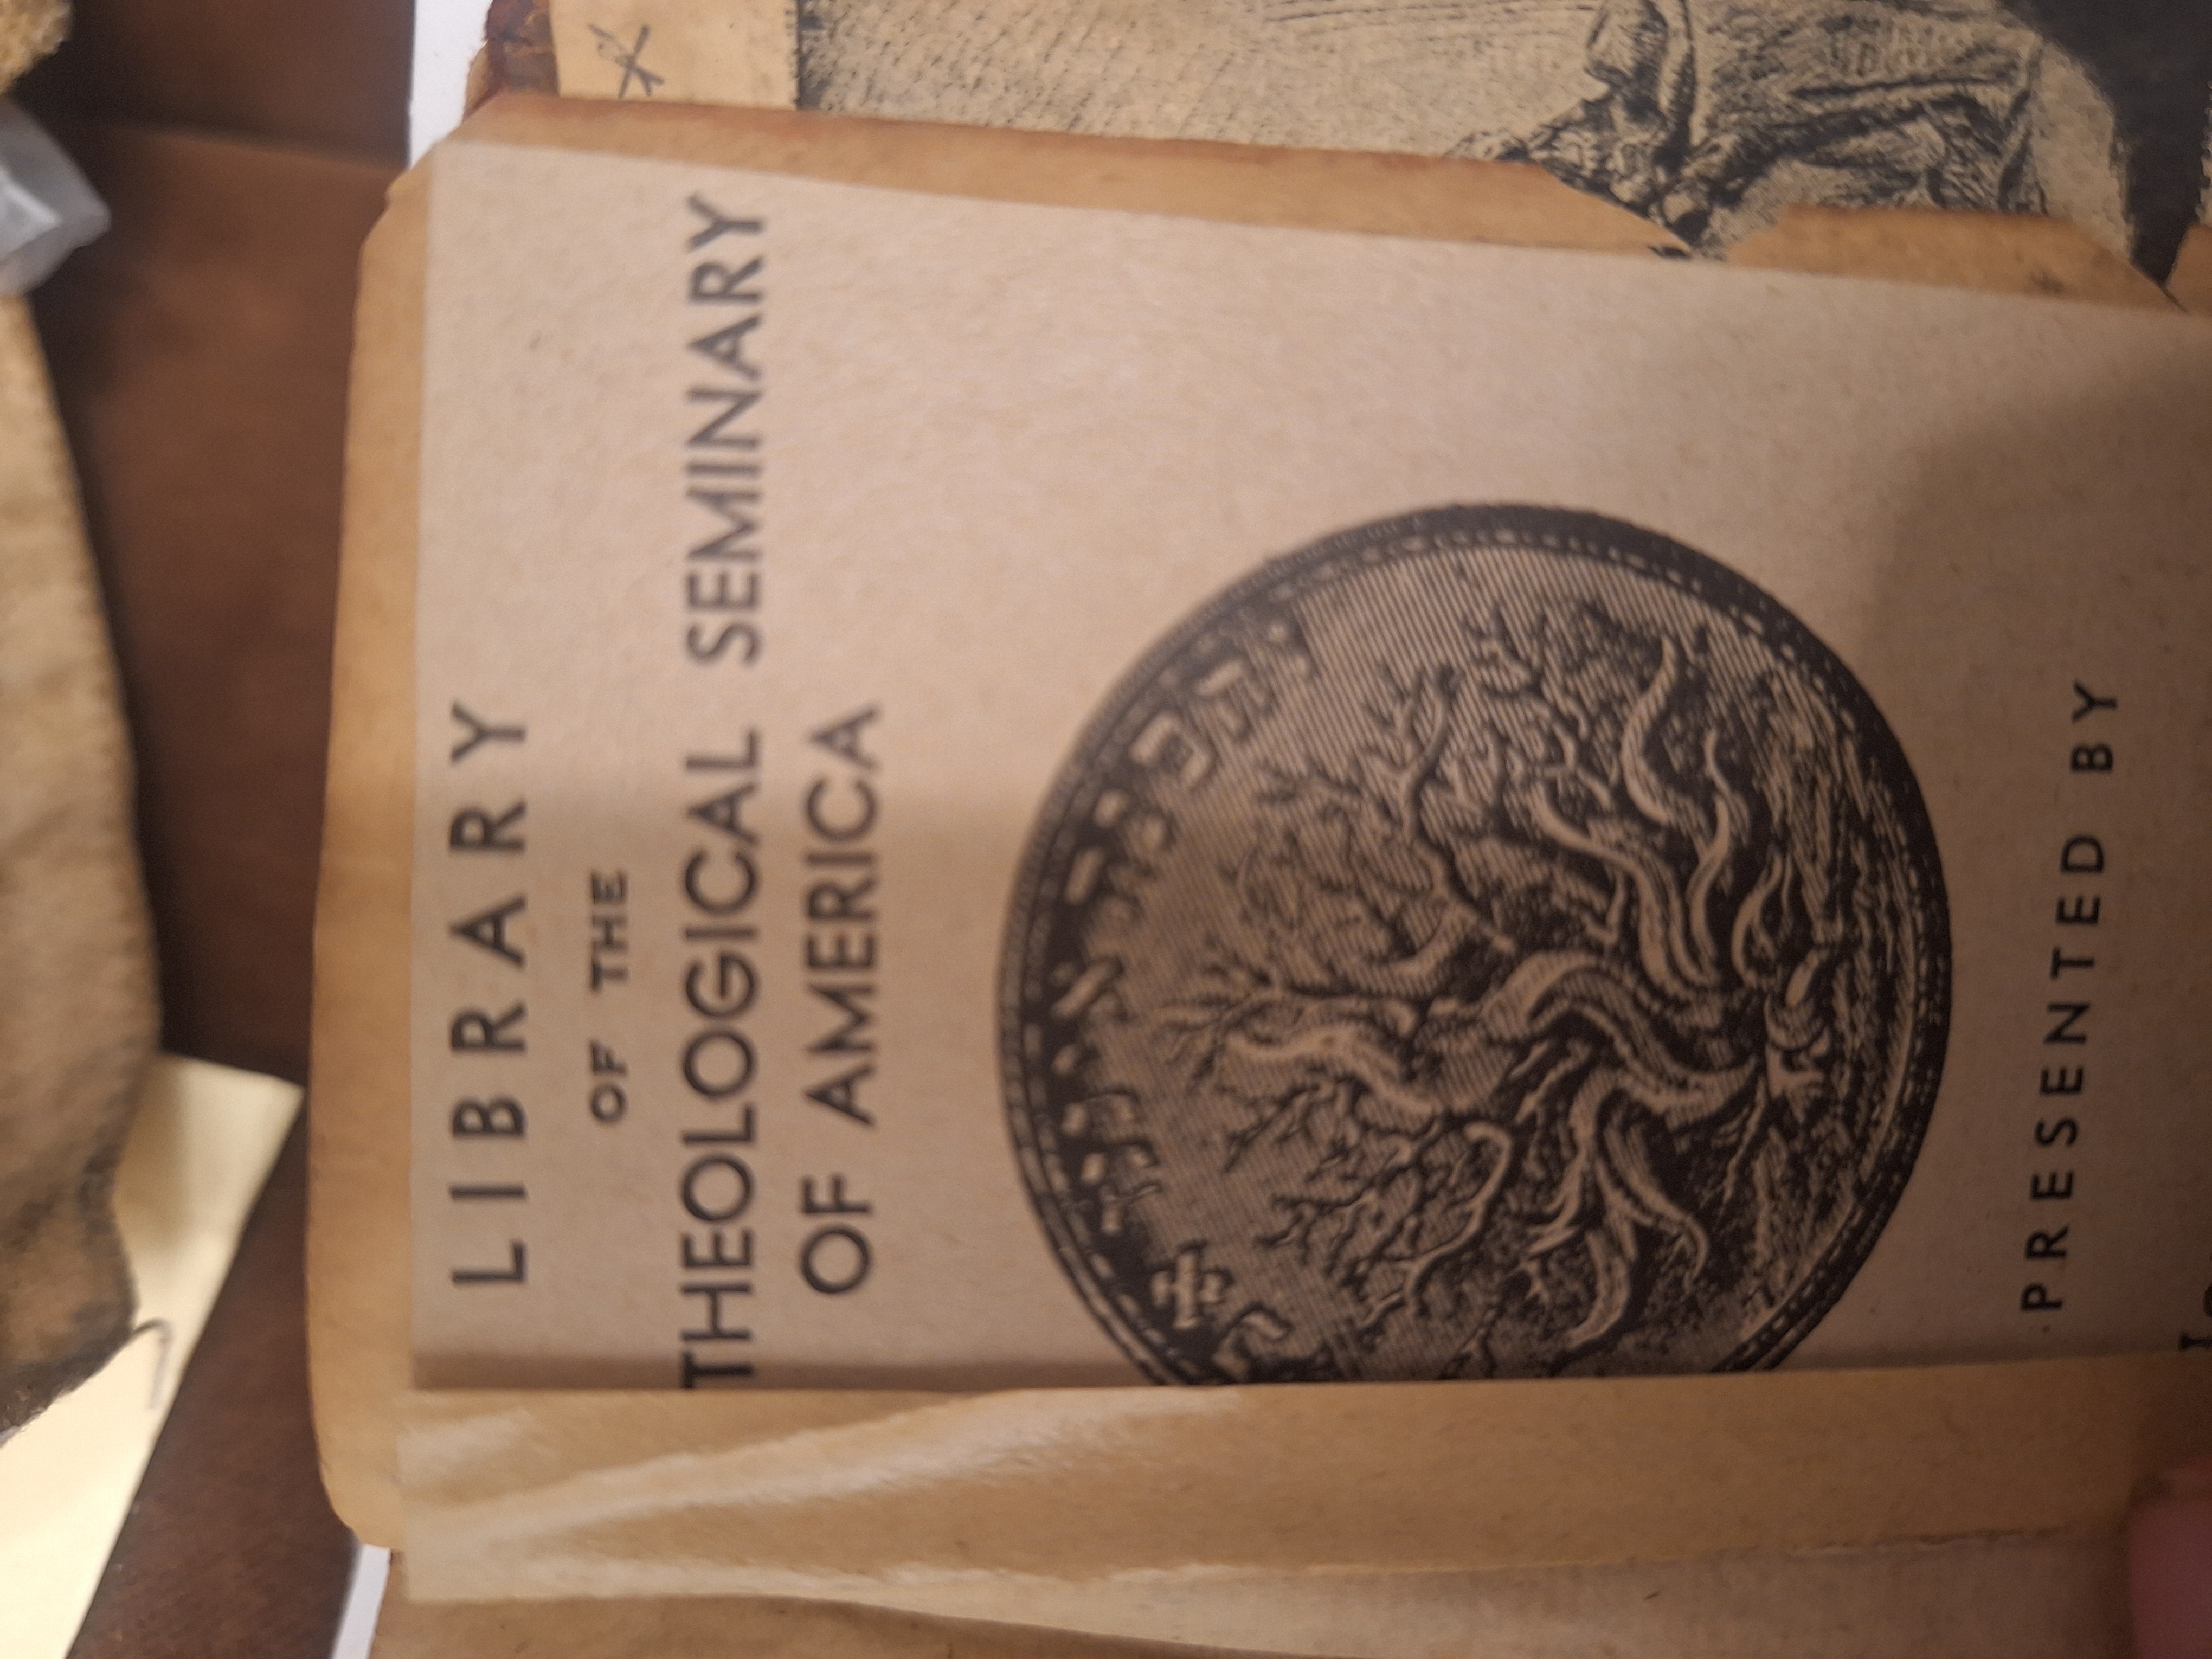 LIBRARY
OF THE
THEOLOGICAL SEMINARY
OF AMERICA
PRESENTED BY